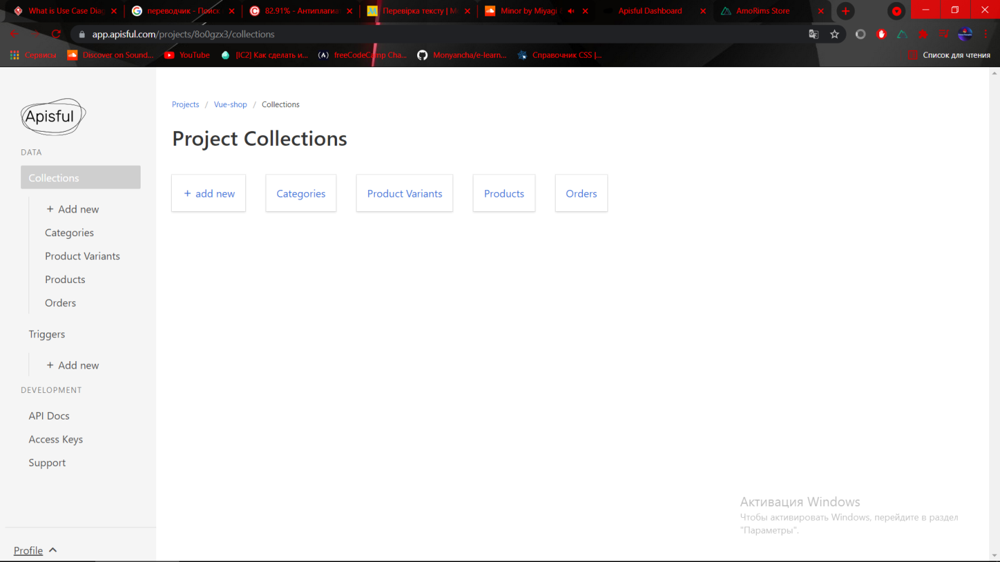 What is Use Case Dia
переводчик - Поиск
82.91% - Антиплагиа
Перевірка тексту | М
Minor by Miyagi
Apisful Dashboard
AmoRims Store
app.apisful.com/projects/8o0gzx3/collections
Сервисы
Discover on Sound...
YouTube
[IC2] Как сделать и...
freeCodeCamp Cha...
Monyancha/e-learn...
Справочник CSS |...
Список для чтения
Apisful
DATA
Collections
+ Add new
Categories
Product Variants
Products
Orders
Triggers
+ Add new
DEVELOPMENT
API Docs
Access Keys
Support
Profile
Projects / Vue-shop / Collections
Project Collections
+ add new
Categories
Product Variants
Products
Orders
Активация Windows
Чтобы активировать Windows, перейдите в раздел
"Параметры".